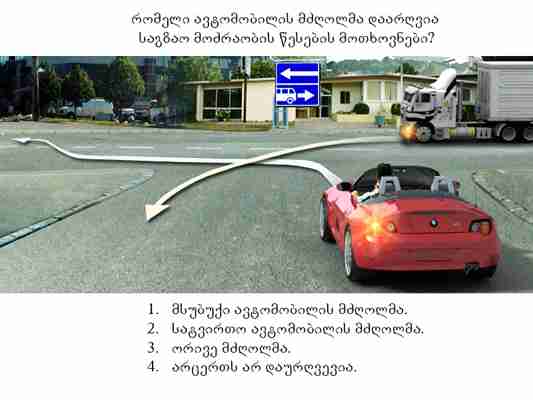 რომელი ავტომობილის მძღოლმა დაარღვია
საგზაო მოძრაობის წესების მოთხოვნები?
1. მსუბუქი ავტომობილის მძღოლმა.
2. სატვირთო ავტომობილის მძღოლმა.
3. ორივე მძღოლმა.
4. არცერთს არ დაურღვევია.